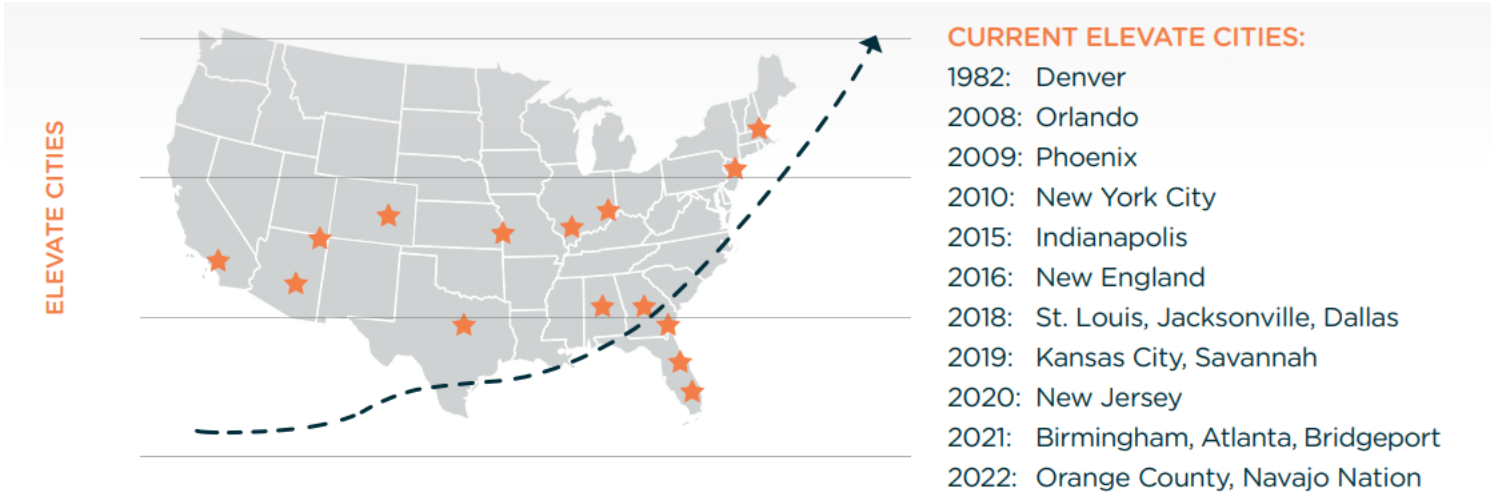 ELEVATE CITIES
CURRENT ELEVATE CITIES:
1982: Denver
2008: Orlando
2009: Phoenix
2010: New York City
2015: Indianapolis
2016: New England
2018: St. Louis, Jacksonville, Dallas
2019: Kansas City, Savannah
2020: New Jersey
2021: Birmingham, Atlanta, Bridgeport
2022: Orange County, Navajo Nation